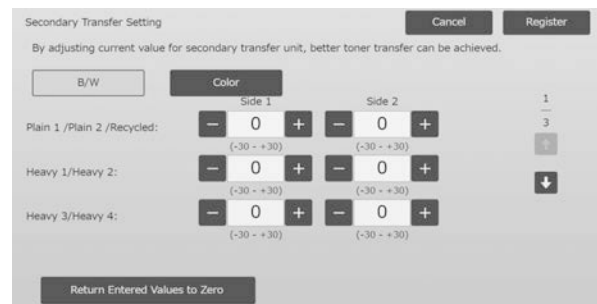 Secondary Transfer Setting Cancel Register
By adjusting current value for secondary transfer unit, better toner transfer can be achieved.
B/W Color
Side 1 Side 2 1
Plain 1 /Plain 2 /Recycled: − 0 + − 0 + 3
(-30 - +30) (-30 - +30)
Heavy 1/Heavy 2: − 0 + − 0 +
(-30 - +30) (-30 - +30)
Heavy 3/Heavy 4: − 0 + − 0 +
(-30 - +30) (-30 - +30)
Return Entered Values to Zero